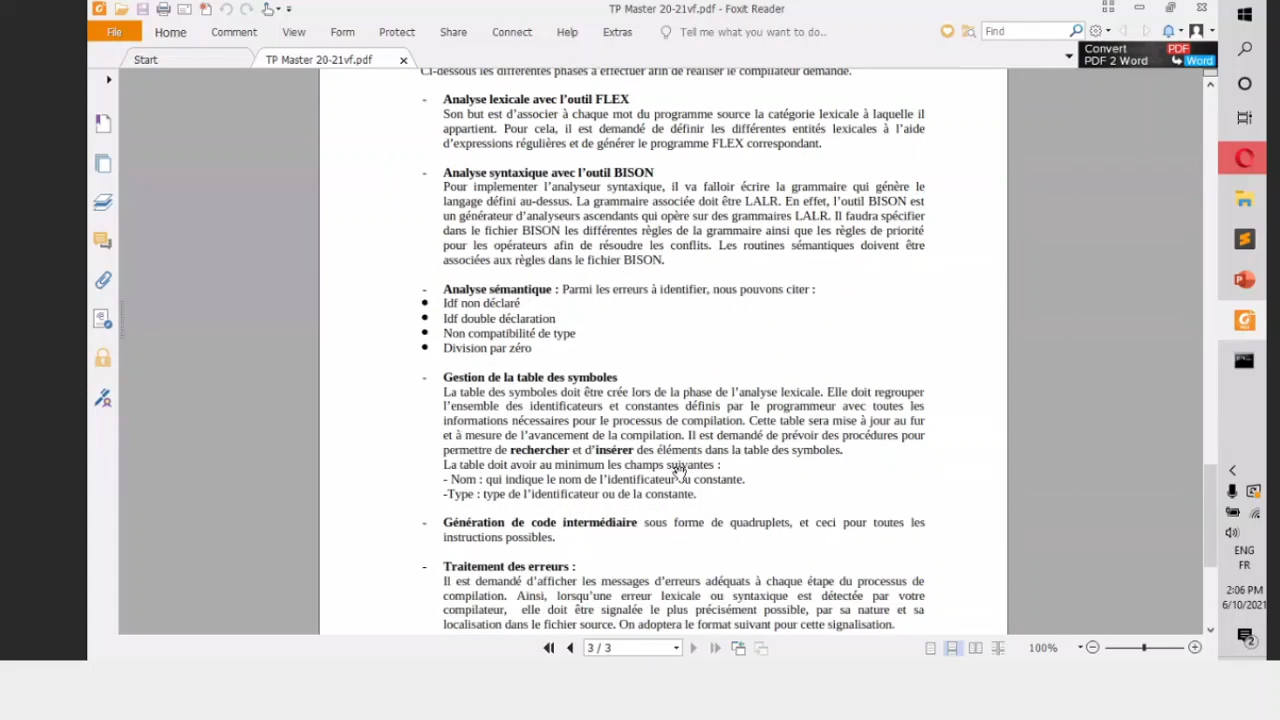 TP Master 20-21vf.pdf - Foxit Reader
File Home Comment View Form Protect Share Connect Help Extras Tell me what you want to do.. Find
Start TP Master 20-21vf.pdf
Convert PDF
PDF 2 Word Word
Ci-dessous les différentes phases à effectuer afin de réaliser le compilateur demandé.
- Analyse lexicale avec l'outil FLEX
Son but est d'associer à chaque mot du programme source la catégorie lexicale à laquelle il
appartient. Pour cela, il est demandé de définir les différentes entités lexicales à l'aide
d'expressions régulières et de générer le programme FLEX correspondant.
- Analyse syntaxique avec l'outil BISON
Pour implementer l'analyseur syntaxique, il va falloir écrire la grammaire qui génère le
langage défini au-dessus. La grammaire associée doit être LALR. En effet, l'outil BISON est
un générateur d'analyseurs ascendants qui opère sur des grammaires LALR. Il faudra spécifier
dans le fichier BISON les différentes règles de la grammaire ainsi que les règles de priorité
pour les opérateurs afin de résoudre les conflits. Les routines sémantiques doivent être
associées aux règles dans le fichier BISON.
- Analyse sémantique : Parmi les erreurs à identifier, nous pouvons citer :
● Idf non déclaré
● Idf double déclaration
● Non compatibilité de type
● Division par zéro
- Gestion de la table des symboles
La table des symboles doit être crée lors de la phase de l'analyse lexicale. Elle doit regrouper
l'ensemble des identificateurs et constantes définis par le programmeur avec toutes les
informations nécessaires pour le processus de compilation. Cette table sera mise à jour au fur
et à mesure de l'avancement de la compilation. Il est demandé de prévoir des procédures pour
permettre de rechercher et d'insérer des éléments dans la table des symboles.
La table doit avoir au minimum les champs suivantes :
- Nom : qui indique le nom de l'identificateur ou constante.
-Type : type de l'identificateur ou de la constante.
- Génération de code intermédiaire sous forme de quadruplets, et ceci pour toutes les
instructions possibles.
- Traitement des erreurs :
Il est demandé d'afficher les messages d'erreurs adéquats à chaque étape du processus de
compilation. Ainsi, lorsqu'une erreur lexicale ou syntaxique est détectée par votre
compilateur, elle doit être signalée le plus précisément possible, par sa nature et sa
localisation dans le fichier source. On adoptera le format suivant pour cette signalisation.
3 / 3
100%
ENG
FR
2:06 PM
6/10/2021
2